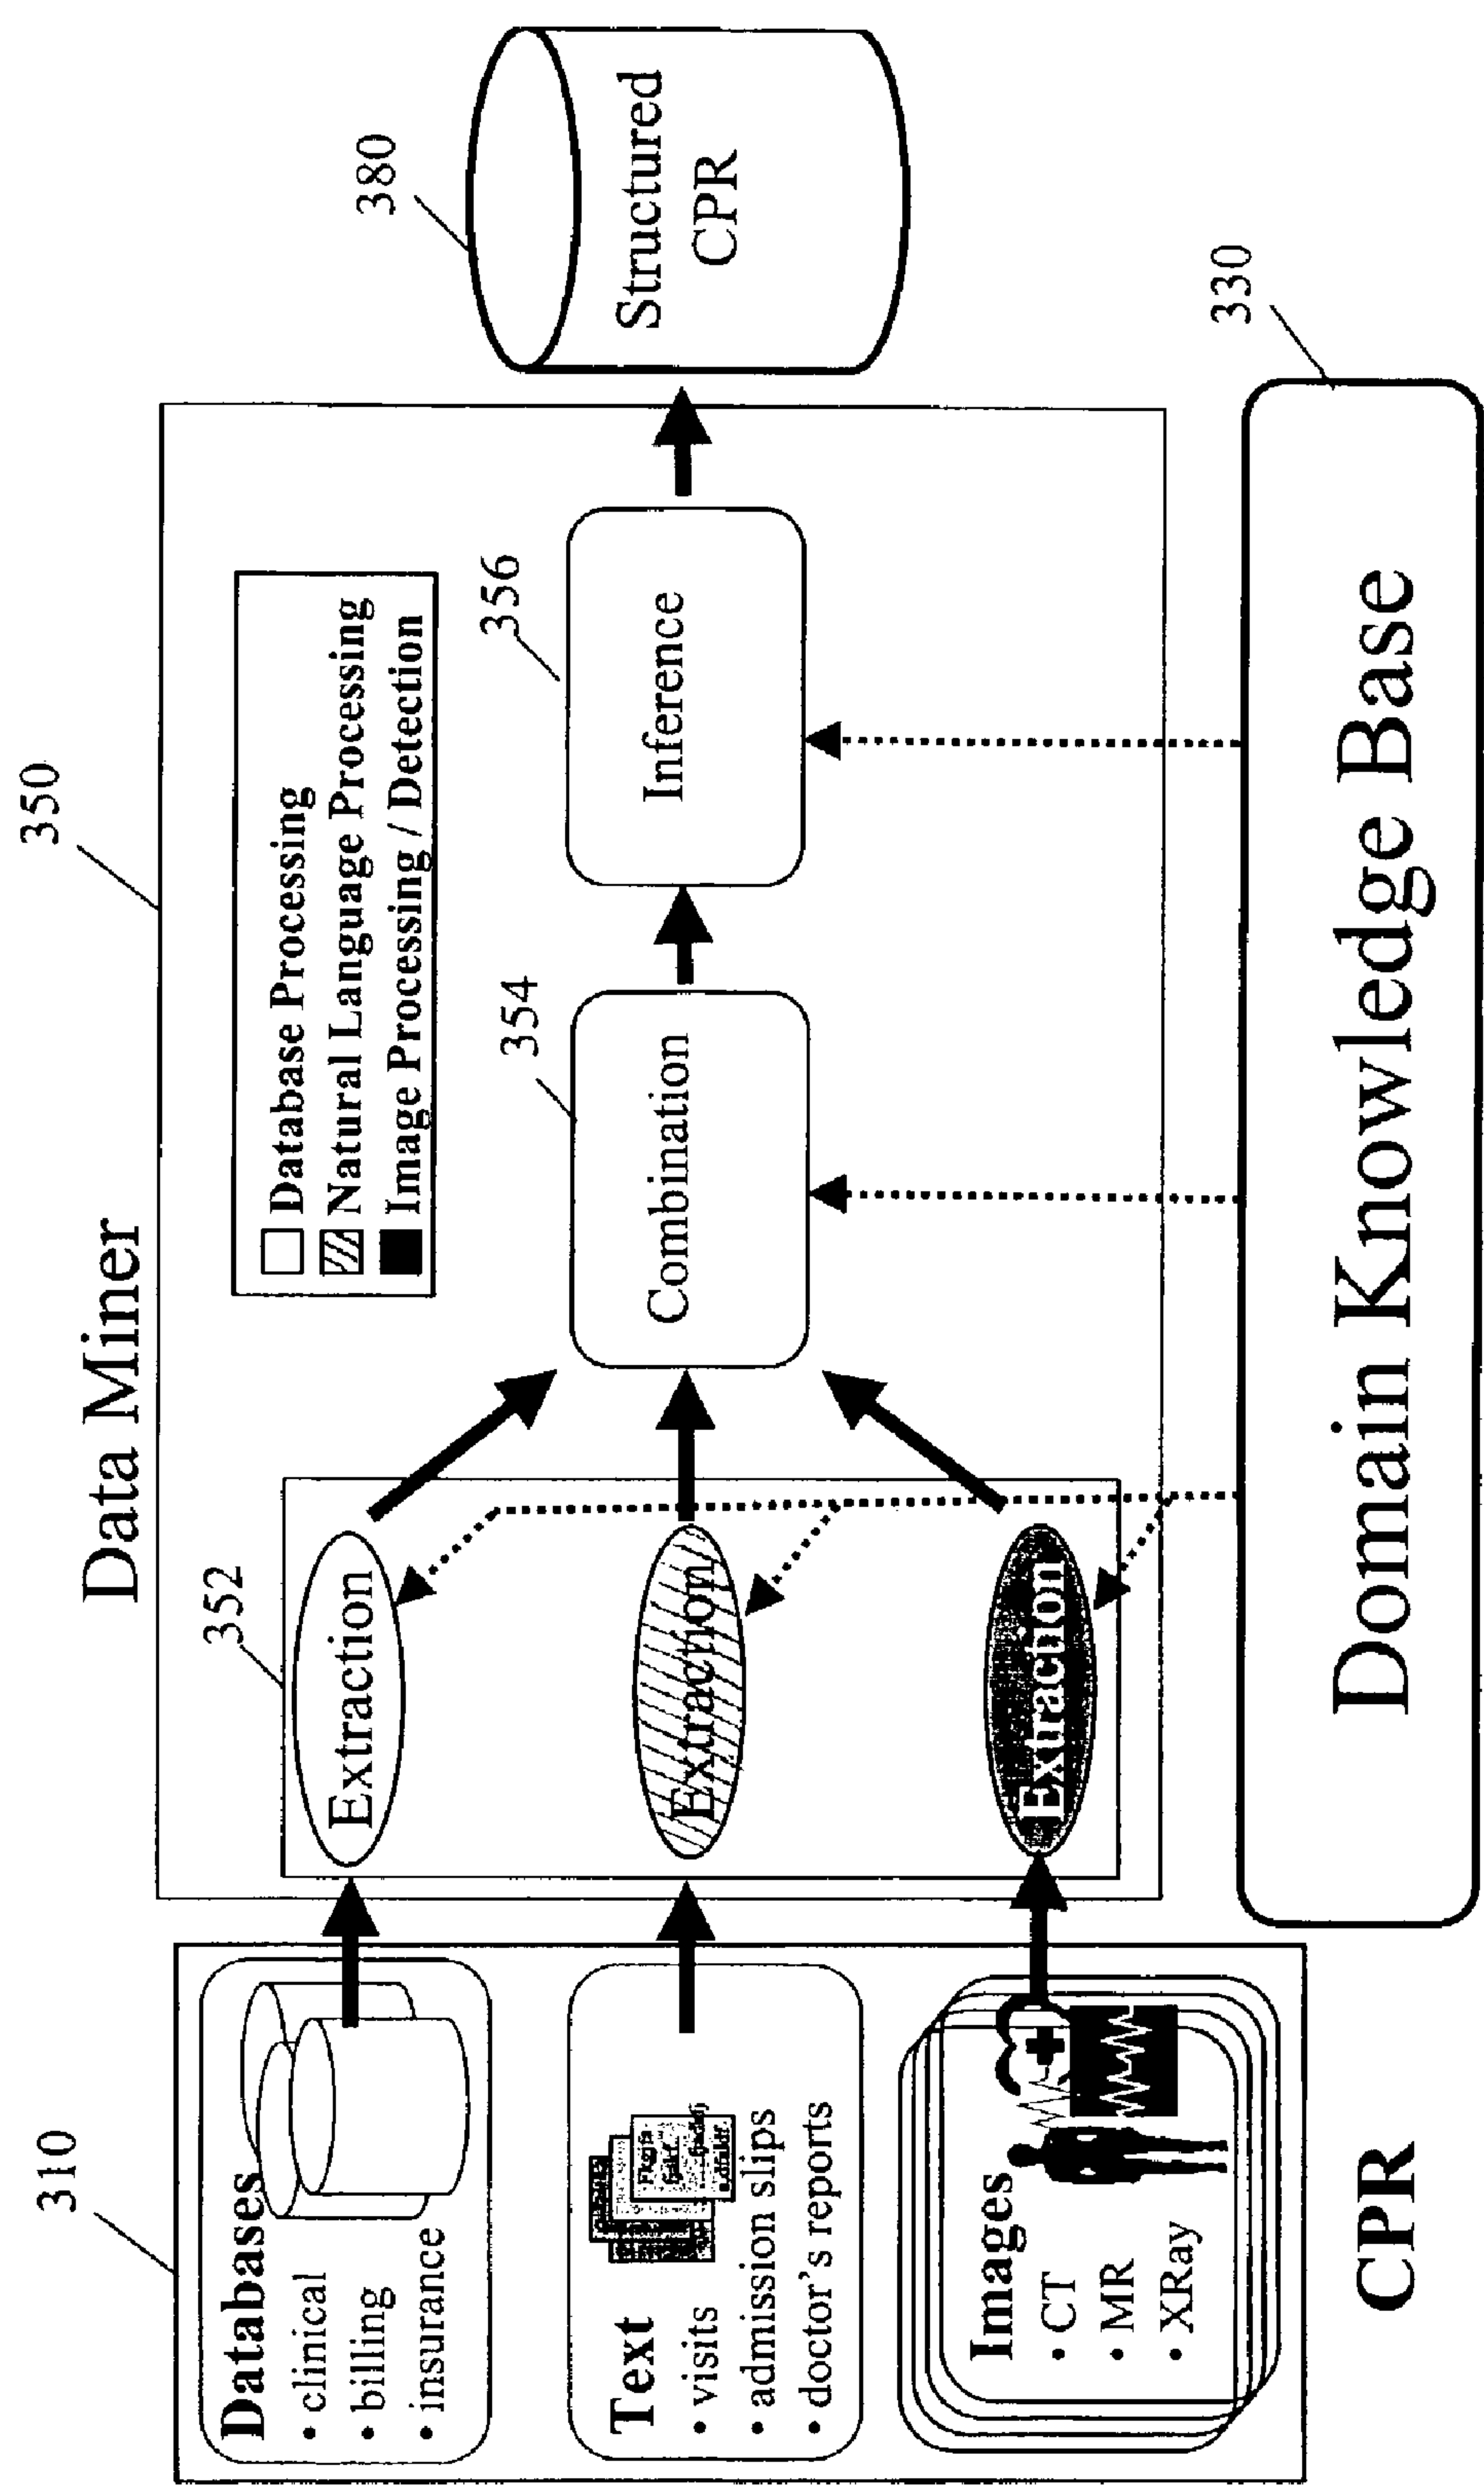 310
Databases
• clinical
• billing
• insurance
Text
• visits
• admission slips
• doctor's reports
Images
• CT
• MR
• XRay
CPR
Data Miner
350
352
Extraction
Extraction
Extraction
Database Processing
Natural Language Processing
Image Processing / Detection
354
Combination
356
Inference
380
Structured
CPR
330
Domain Knowledge Base